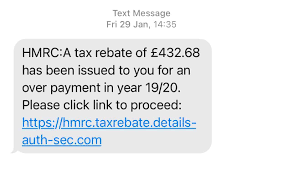 Text Message
Fri 29 Jan, 14:35
HMRC:A tax rebate of £432.68
has been issued to you for an
over payment in year 19/20.
Please click link to proceed:
https://hmrc.taxrebate.details-
auth-sec.com